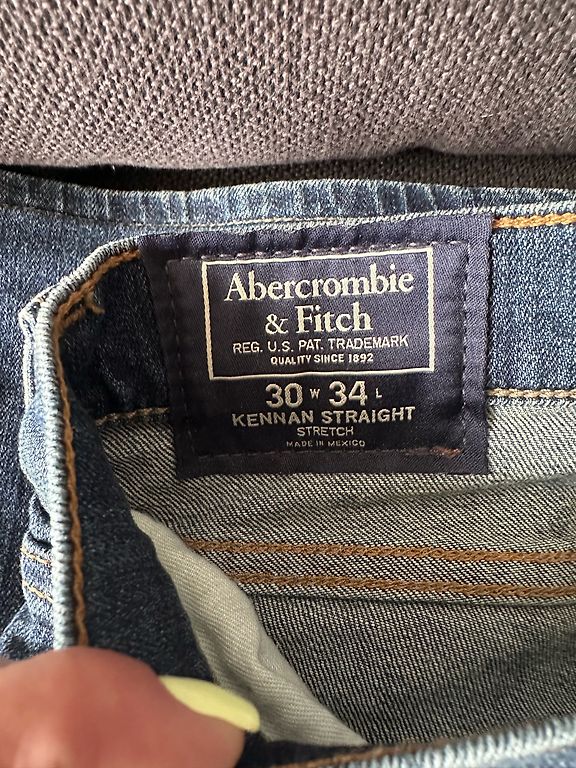 Abercrombie
& Fitch
REG. U.S. PAT. TRADEMARK
QUALITY SINCE 1892
30 W 34 L
KENNAN STRAIGHT
STRETCH
MADE IN MEXICO